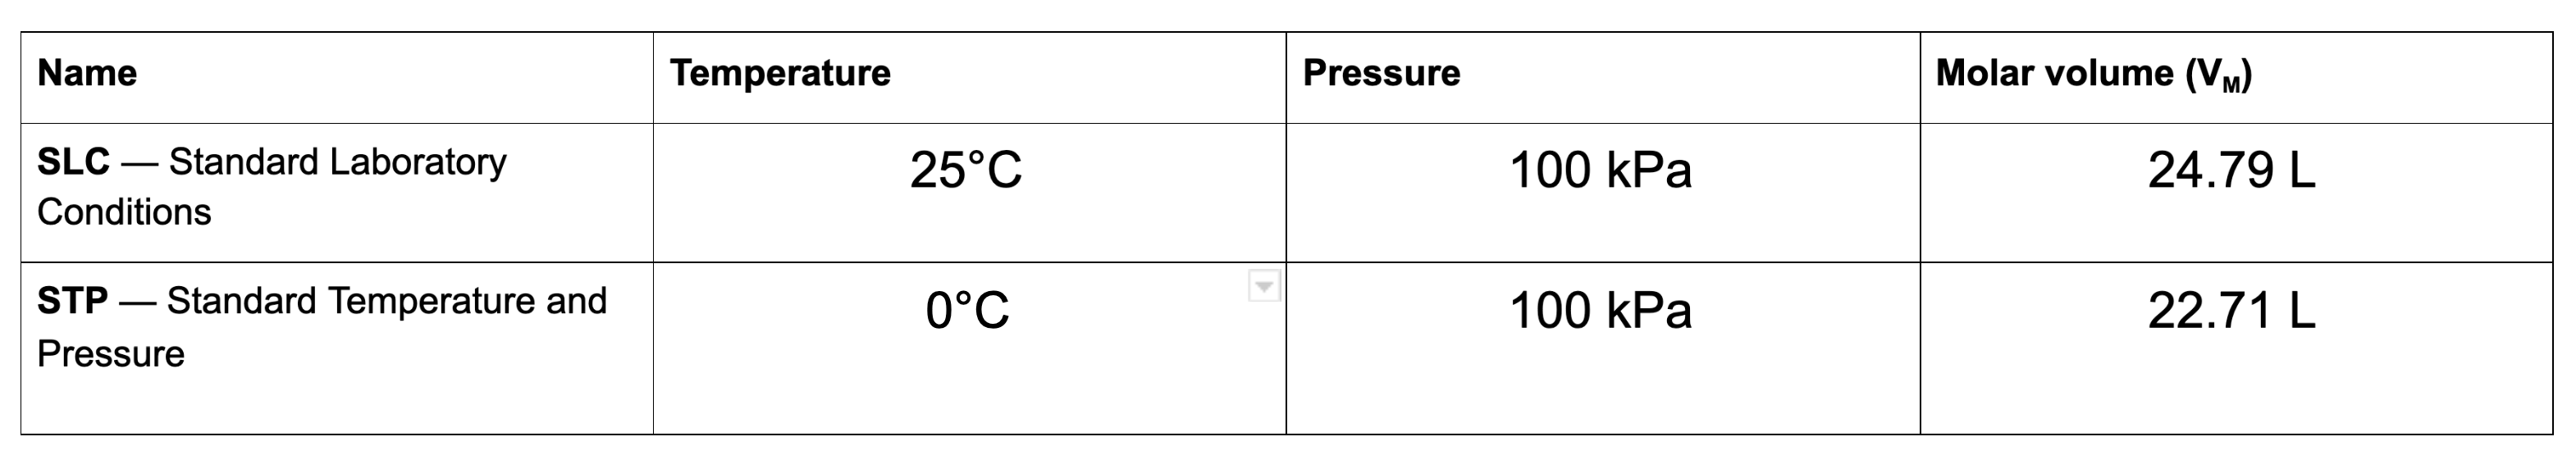 Name
Temperature
Pressure
Molar volume (VM)
SLC — Standard Laboratory
Conditions
25°C
100 kPa
24.79 L
STP — Standard Temperature and
Pressure
0°C
100 kPa
22.71 L